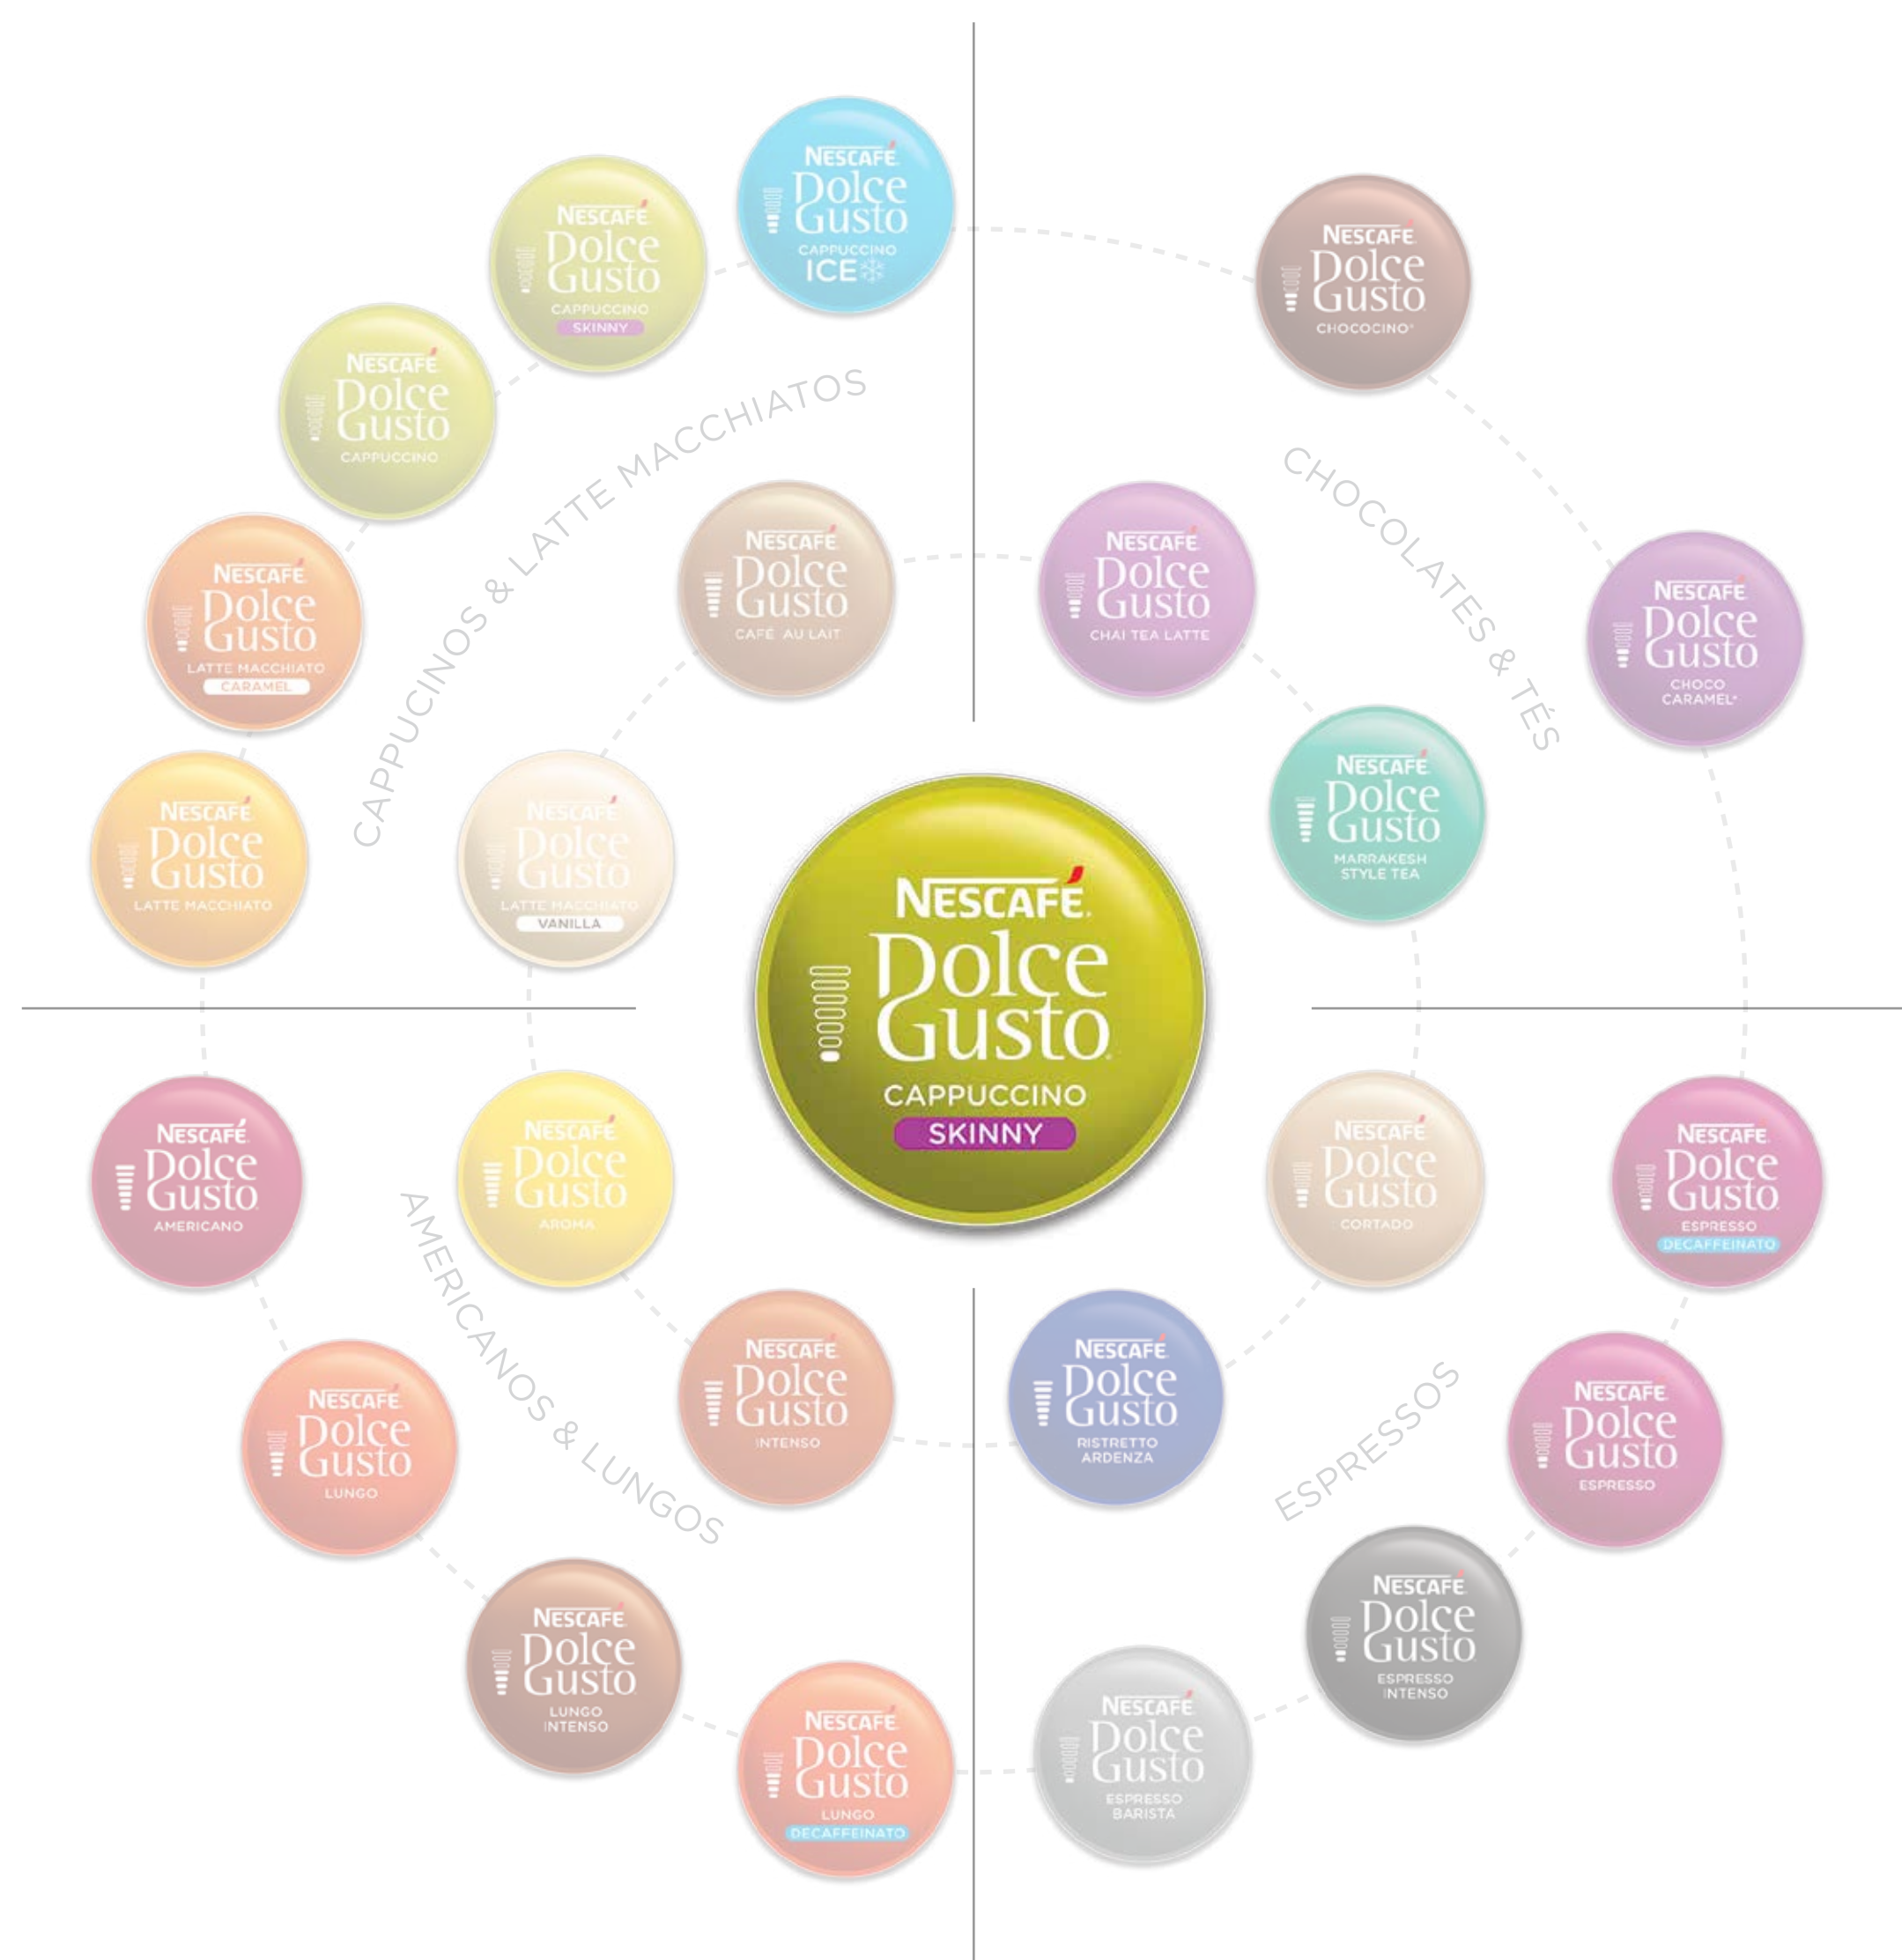 NESCAFÉ
Dolce
Gusto
CAPPUCCINO
ICE
NESCAFÉ
Dolce
Gusto
CAPPUCCINO
SKINNY
NESCAFÉ
Dolce
Gusto
CAPPUCCINO
NESCAFÉ
Dolce
Gusto
LATTE MACCHIATO
CARAMEL
NESCAFÉ
Dolce
Gusto
LATTE MACCHIATO
CAPPUCINOS & LATTE MACCHIATOS
NESCAFÉ
Dolce
Gusto
CAFÉ AU LAIT
NESCAFÉ
Dolce
Gusto
LATTE MACCHIATO
VANILLA
NESCAFÉ
Dolce
Gusto
CHOCOCINO*
CHOCOLATES & TÉS
NESCAFÉ
Dolce
Gusto
CHOCO
CARAMEL*
NESCAFÉ
Dolce
Gusto
CHAI TEA LATTE
NESCAFÉ
Dolce
Gusto
MARRAKESH
STYLE TEA
NESCAFÉ.
Dolce
Gusto
CAPPUCCINO
SKINNY
NESCAFÉ
Dolce
Gusto
AMERICANO
NESCAFÉ
Dolce
Gusto
AROMA
AMERICANOS & LUNGOS
NESCAFÉ
Dolce
Gusto
INTENSO
NESCAFÉ
Dolce
Gusto
LUNGO
NESCAFÉ
Dolce
Gusto
LUNGO
INTENSO
NESCAFÉ
Dolce
Gusto
LUNGO
DECAFFEINATO
NESCAFÉ
Dolce
Gusto
CORTADO
NESCAFÉ
Dolce
Gusto
ESPRESSO
DECAFFEINATO
NESCAFÉ
Dolce
Gusto
RISTRETTO
ARDENZA
ESPRESSOS
NESCAFÉ
Dolce
Gusto
ESPRESSO
NESCAFÉ
Dolce
Gusto
ESPRESSO
INTENSO
NESCAFÉ
Dolce
Gusto
ESPRESSO
BARISTA